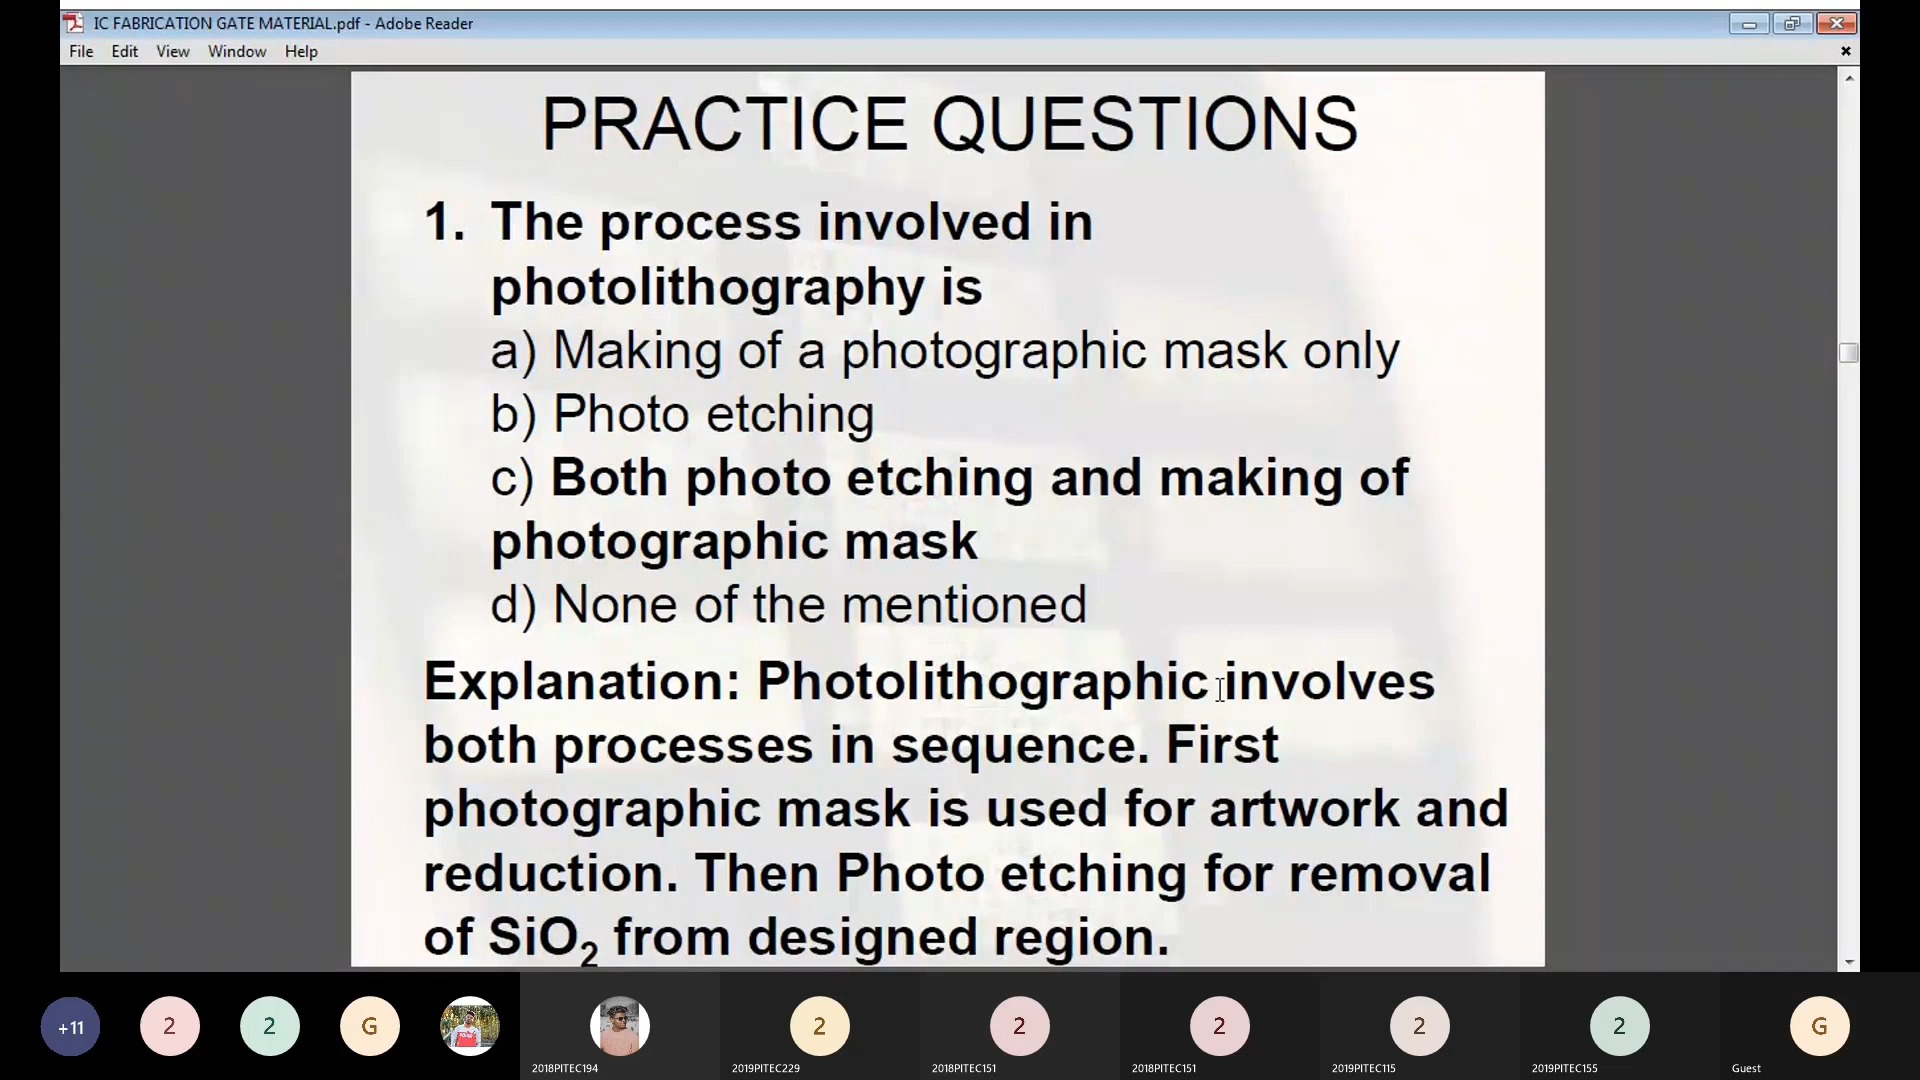 IC FABRICATION GATE MATERIAL.pdf - Adobe Reader
File Edit View Window Help
PRACTICE QUESTIONS
1. The process involved in
photolithography is
a) Making of a photographic mask only
b) Photo etching
c) Both photo etching and making of
photographic mask
d) None of the mentioned
Explanation: Photolithographic involves
both processes in sequence. First
photographic mask is used for artwork and
reduction. Then Photo etching for removal
of SiO₂ from designed region.
+11 2 2 G 2 2 2 2 2 G
2018PITEC194 2019PITEC229 2018PITEC151 2018PITEC151 2019PITEC115 2019PITEC155 Guest